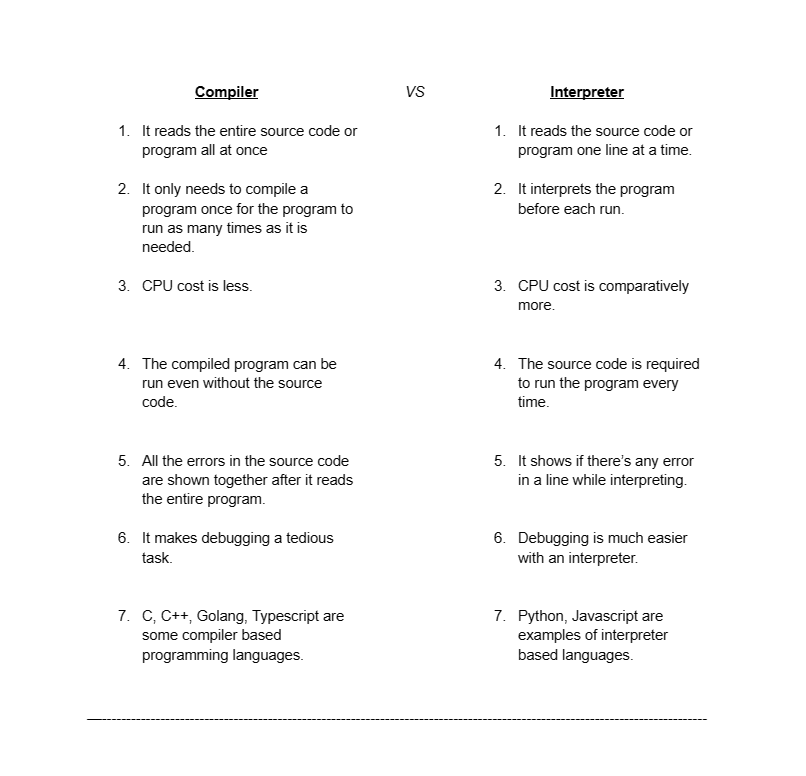 Compiler VS Interpreter
1. It reads the entire source code or
program all at once
1. It reads the source code or
program one line at a time.
2. It only needs to compile a
program once for the program to
run as many times as it is
needed.
2. It interprets the program
before each run.
3. CPU cost is less.
3. CPU cost is comparatively
more.
4. The compiled program can be
run even without the source
code.
4. The source code is required
to run the program every
time.
5. All the errors in the source code
are shown together after it reads
the entire program.
5. It shows if there’s any error
in a line while interpreting.
6. It makes debugging a tedious
task.
6. Debugging is much easier
with an interpreter.
7. C, C++, Golang, Typescript are
some compiler based
programming languages.
7. Python, Javascript are
examples of interpreter
based languages.